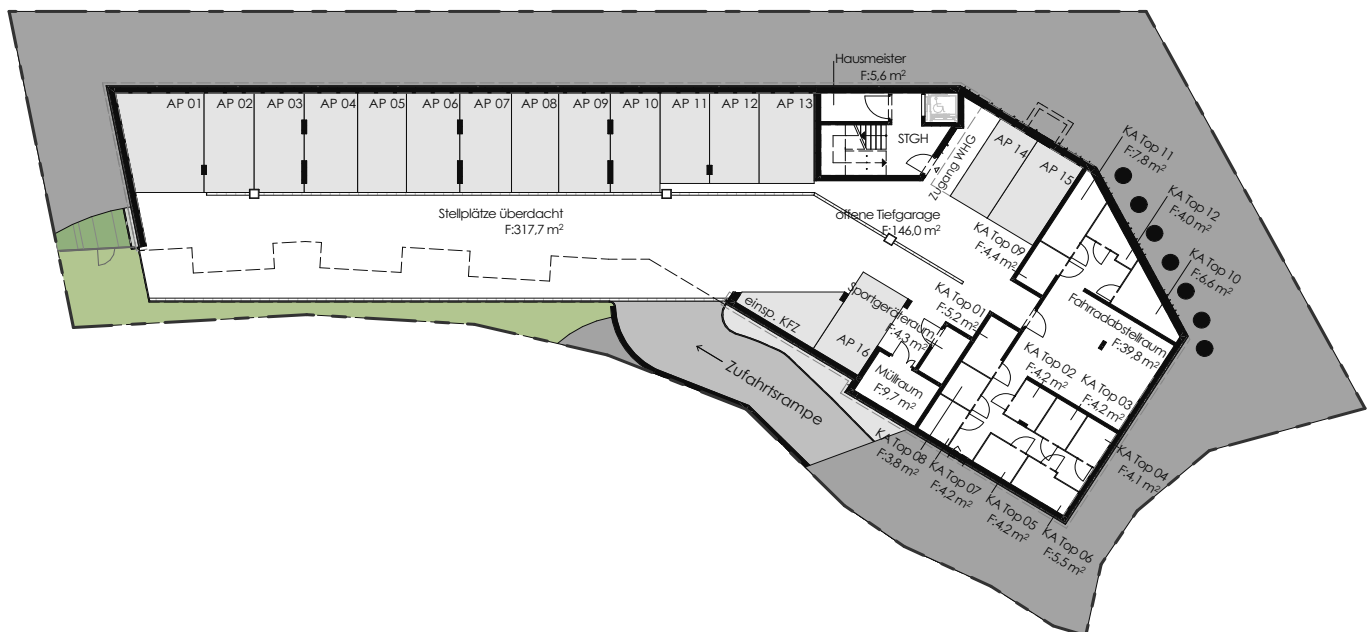 Hausmeister
F:5,6 m²
AP 01
AP 02
AP 03
AP 04
AP 05
AP 06
AP 07
AP 08
AP 09
AP 10
AP 11
AP 12
AP 13
STGH
Zugang WHG
AP 14
AP 15
KA Top 11
F:7,8 m²
KA Top 12
F:4,0 m²
KA Top 10
F:6,6 m²
Stellplätze überdacht
F:317,7 m²
offene Tiefgarage
F:146,0 m²
KA Top 09
F:4,4 m²
KA Top 01
F:5,2 m²
Sportgeräteraum
F:4,3 m²
Fahrradabstellraum
F:39,8 m²
einsp. KFZ
AP 16
Müllraum
F:9,7 m²
KA Top 02
F:4,2 m²
KA Top 03
F:4,2 m²
← Zufahrtsrampe
KA Top 08
F:3,8 m²
KA Top 07
F:4,2 m²
KA Top 05
F:4,2 m²
KA Top 06
F:5,5 m²
KA Top 04
F:4,1 m²